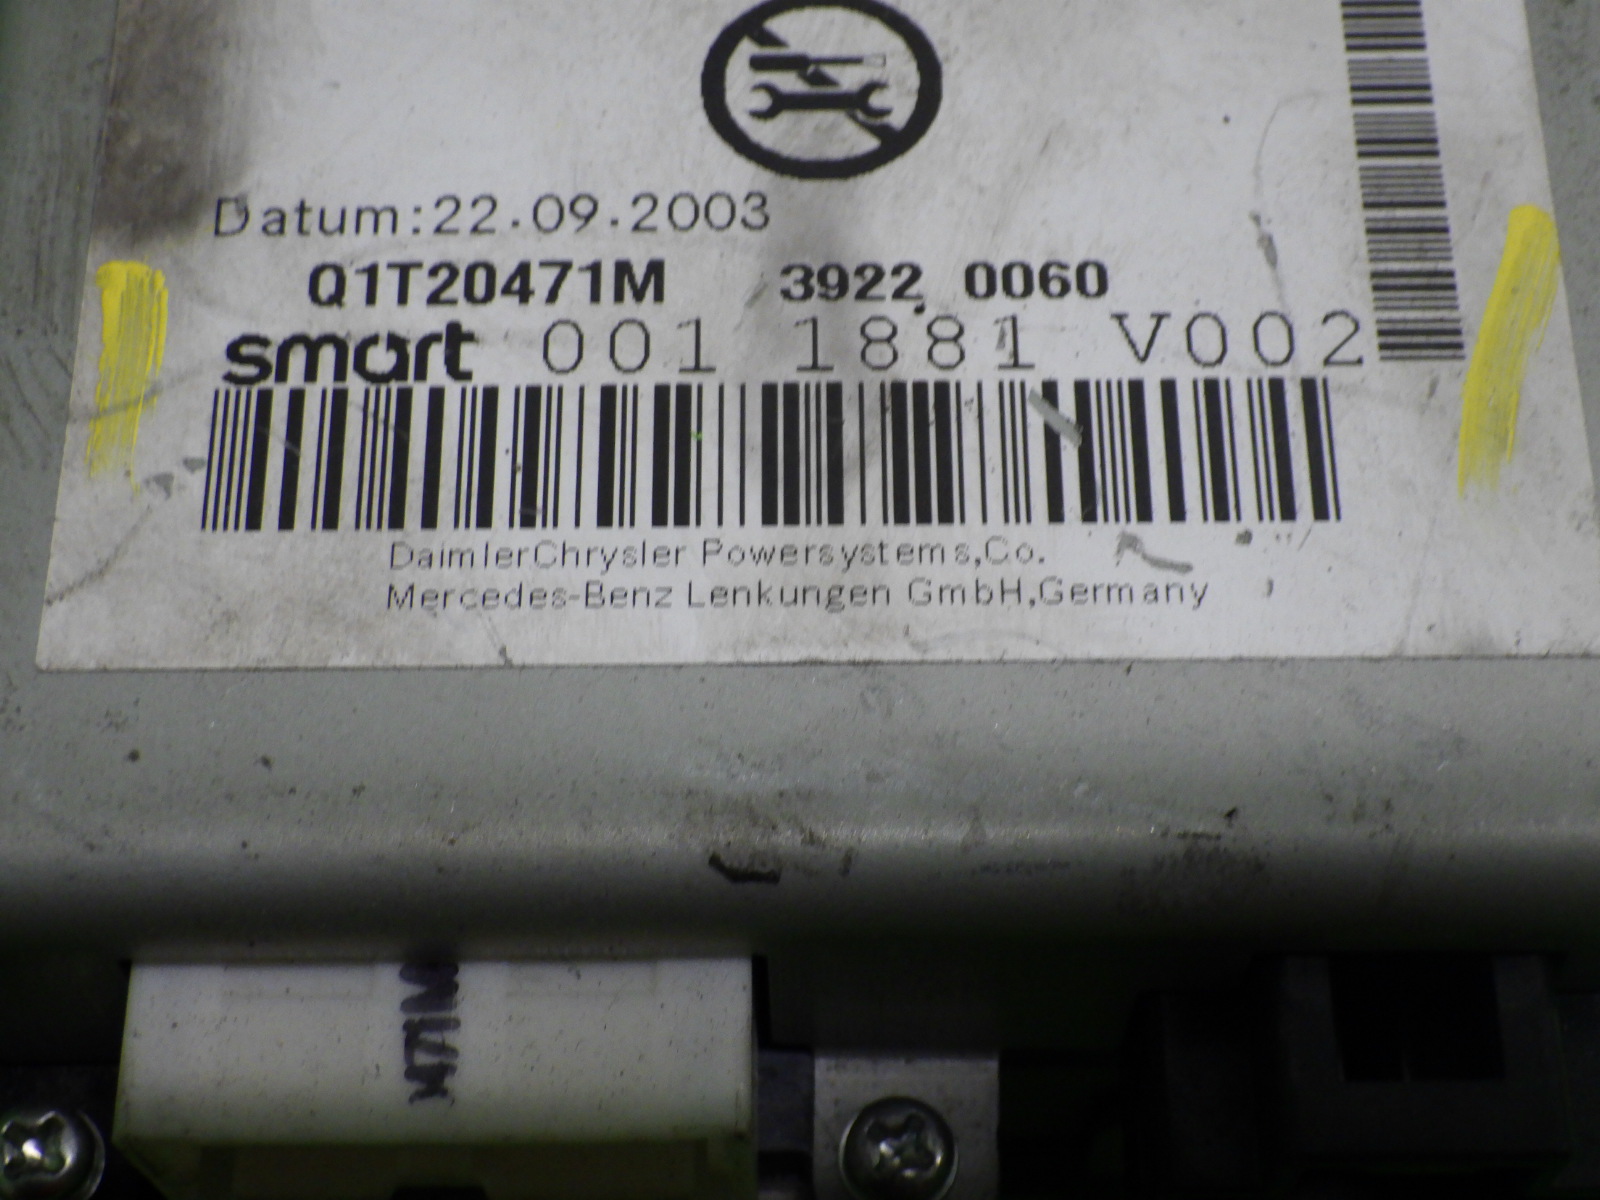 Datum:22.09.2003
Q1T20471M 3922 0060
smart 001 1881 V002
DaimlerChrysler Powersystems,Co.
Mercedes-Benz Lenkungen GmbH,Germany